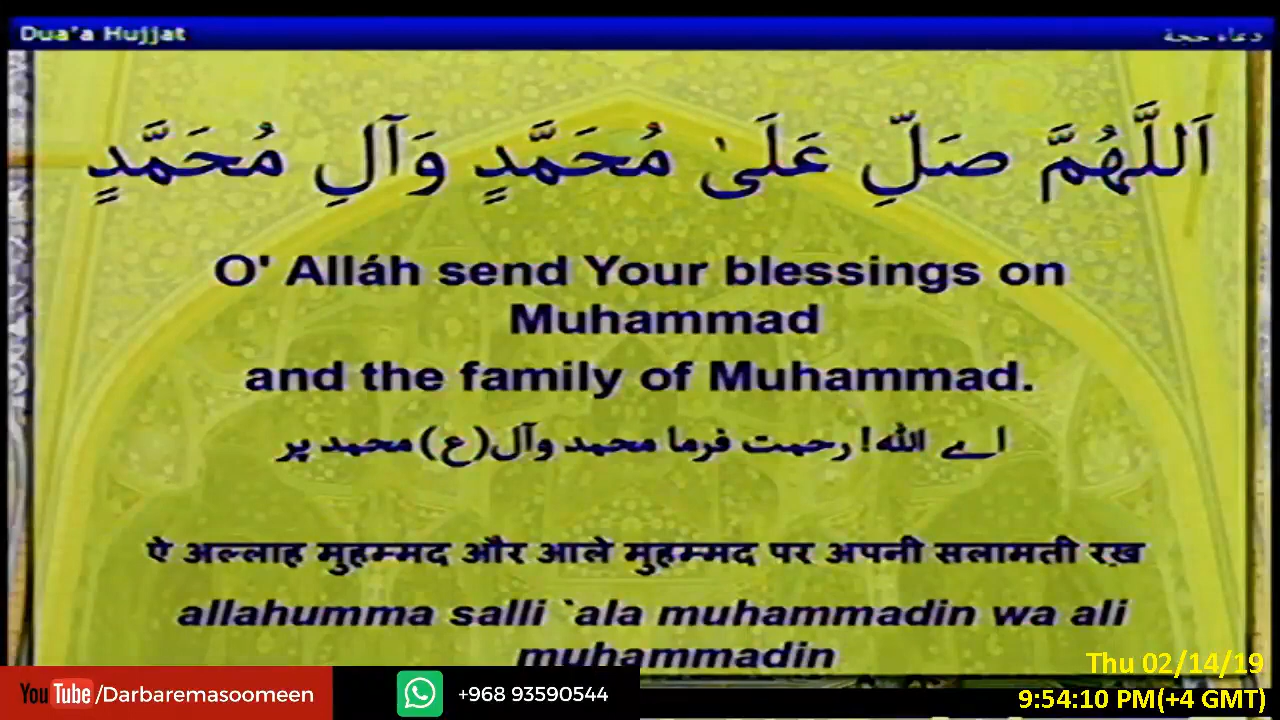 Dua'a Hujjat
دعاء حجة
اَللَّهُمَّ صَلِّ عَلَىٰ مُحَمَّدٍ وَآلِ مُحَمَّدٍ
O' Alláh send Your blessings on
Muhammad
and the family of Muhammad.
اے اللہ! رحمت فرما محمد وآل(ع) محمد پر
ऐ अल्लाह मुहम्मद और आले मुहम्मद पर अपनी सलामती रख़
allahumma salli `ala muhammadin wa ali
muhammadin
Thu 02/14/19
YouTube/Darbaremasoomeen
+968 93590544
9:54:10 PM(+4 GMT)